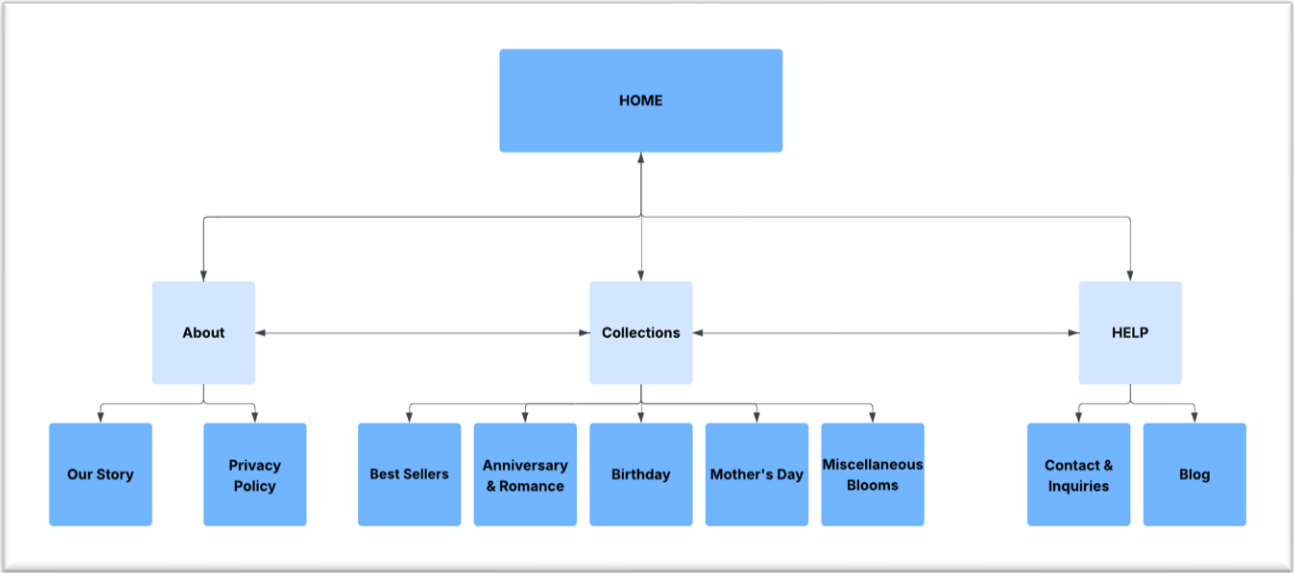 HOME
About
Collections
HELP
Our Story
Privacy
Policy
Best Sellers
Anniversary
& Romance
Birthday
Mother's Day
Miscellaneous
Blooms
Contact &
Inquiries
Blog